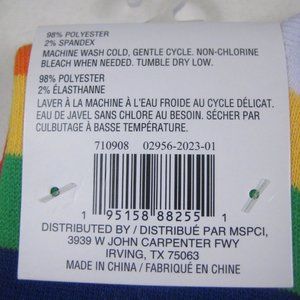 98% POLYESTER
2% SPANDEX
MACHINE WASH COLD, GENTLE CYCLE. NON-CHLORINE
BLEACH WHEN NEEDED. TUMBLE DRY LOW.
98% POLYESTER
2% ÉLASTHANNE
LAVER À LA MACHINE À L'EAU FROIDE AU CYCLE DÉLICAT.
EAU DE JAVEL SANS CHLORE AU BESOIN. SÉCHER PAR
CULBUTAGE À BASSE TEMPÉRATURE.
710908 02956-2023-01
1 95158 88255 1
DISTRIBUTED BY / DISTRIBUÉ PAR MSPCI,
3939 W JOHN CARPENTER FWY
IRVING, TX 75063
MADE IN CHINA / FABRIQUÉ EN CHINE